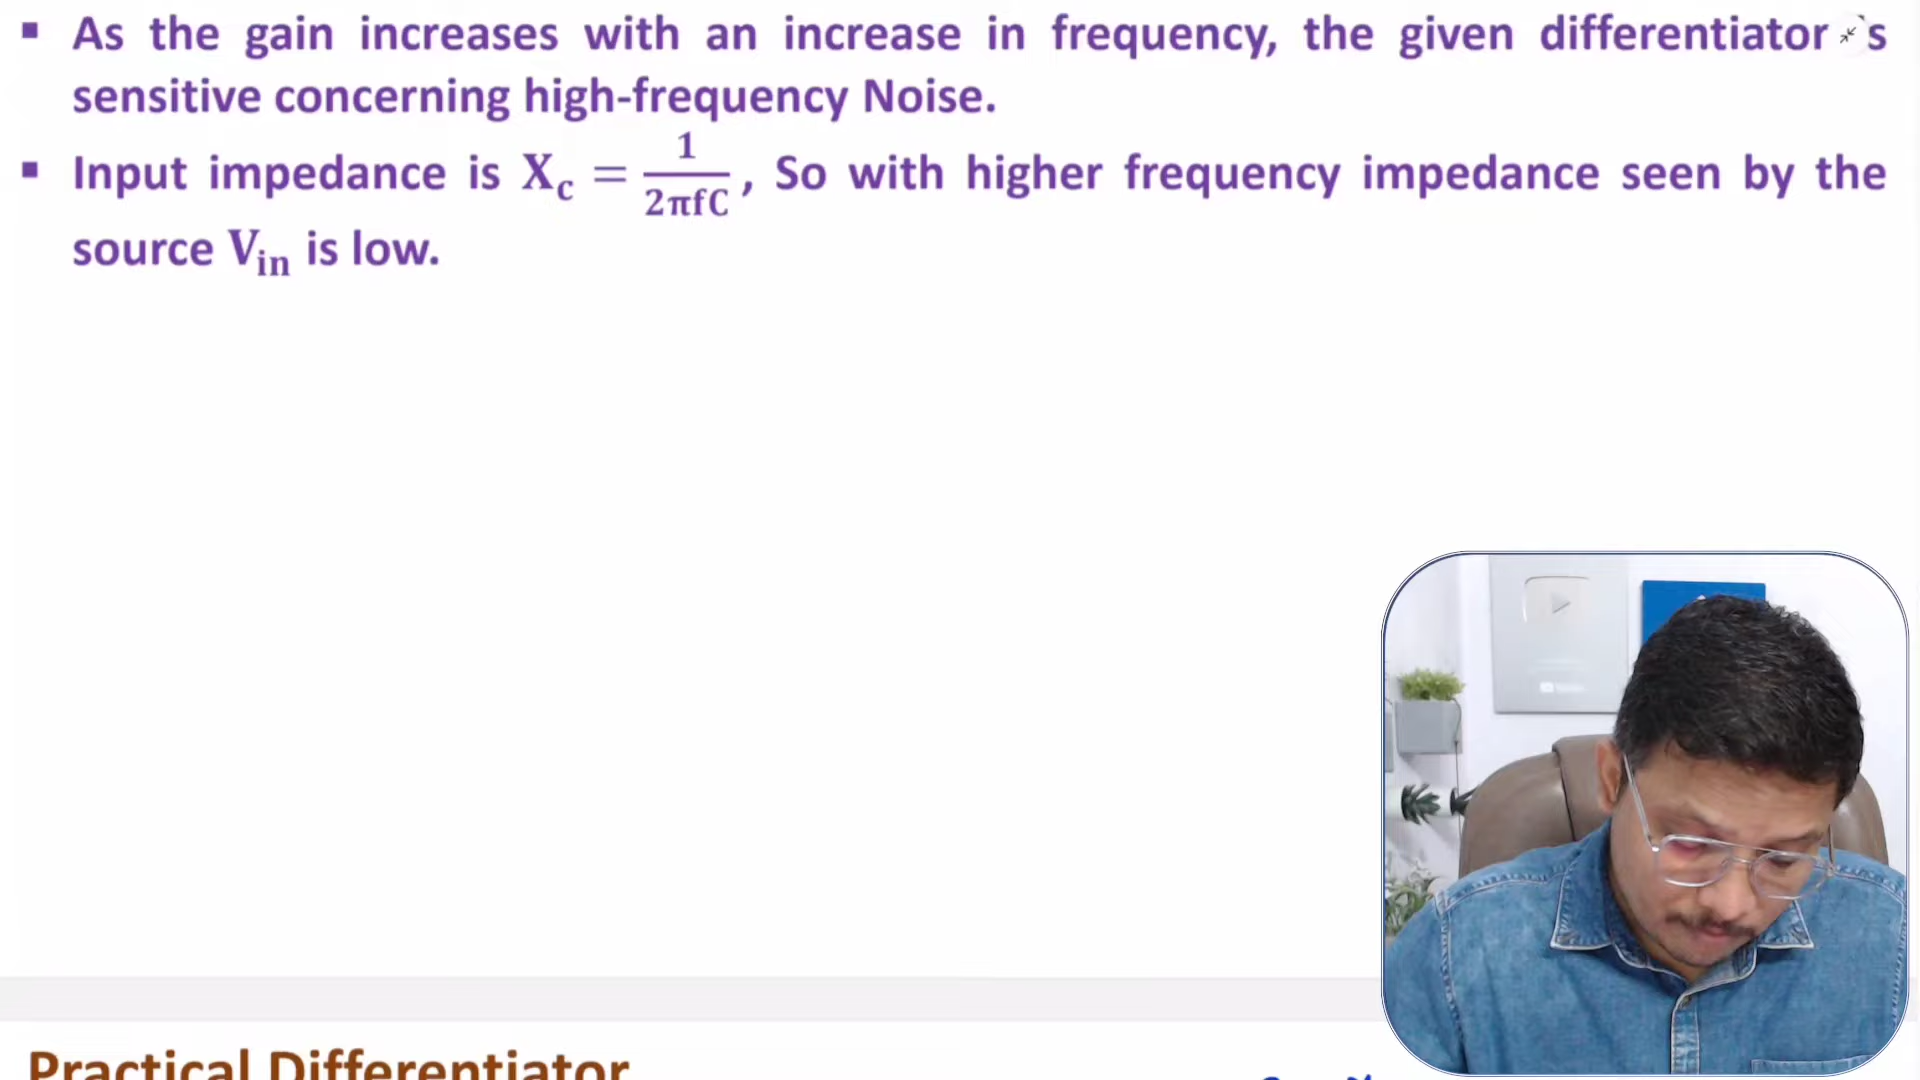 ▪ As the gain increases with an increase in frequency, the given differentiator is
sensitive concerning high-frequency Noise.
▪ Input impedance is X_c = 1/2πfC, So with higher frequency impedance seen by the
source V_in is low.
Practical Differentiator